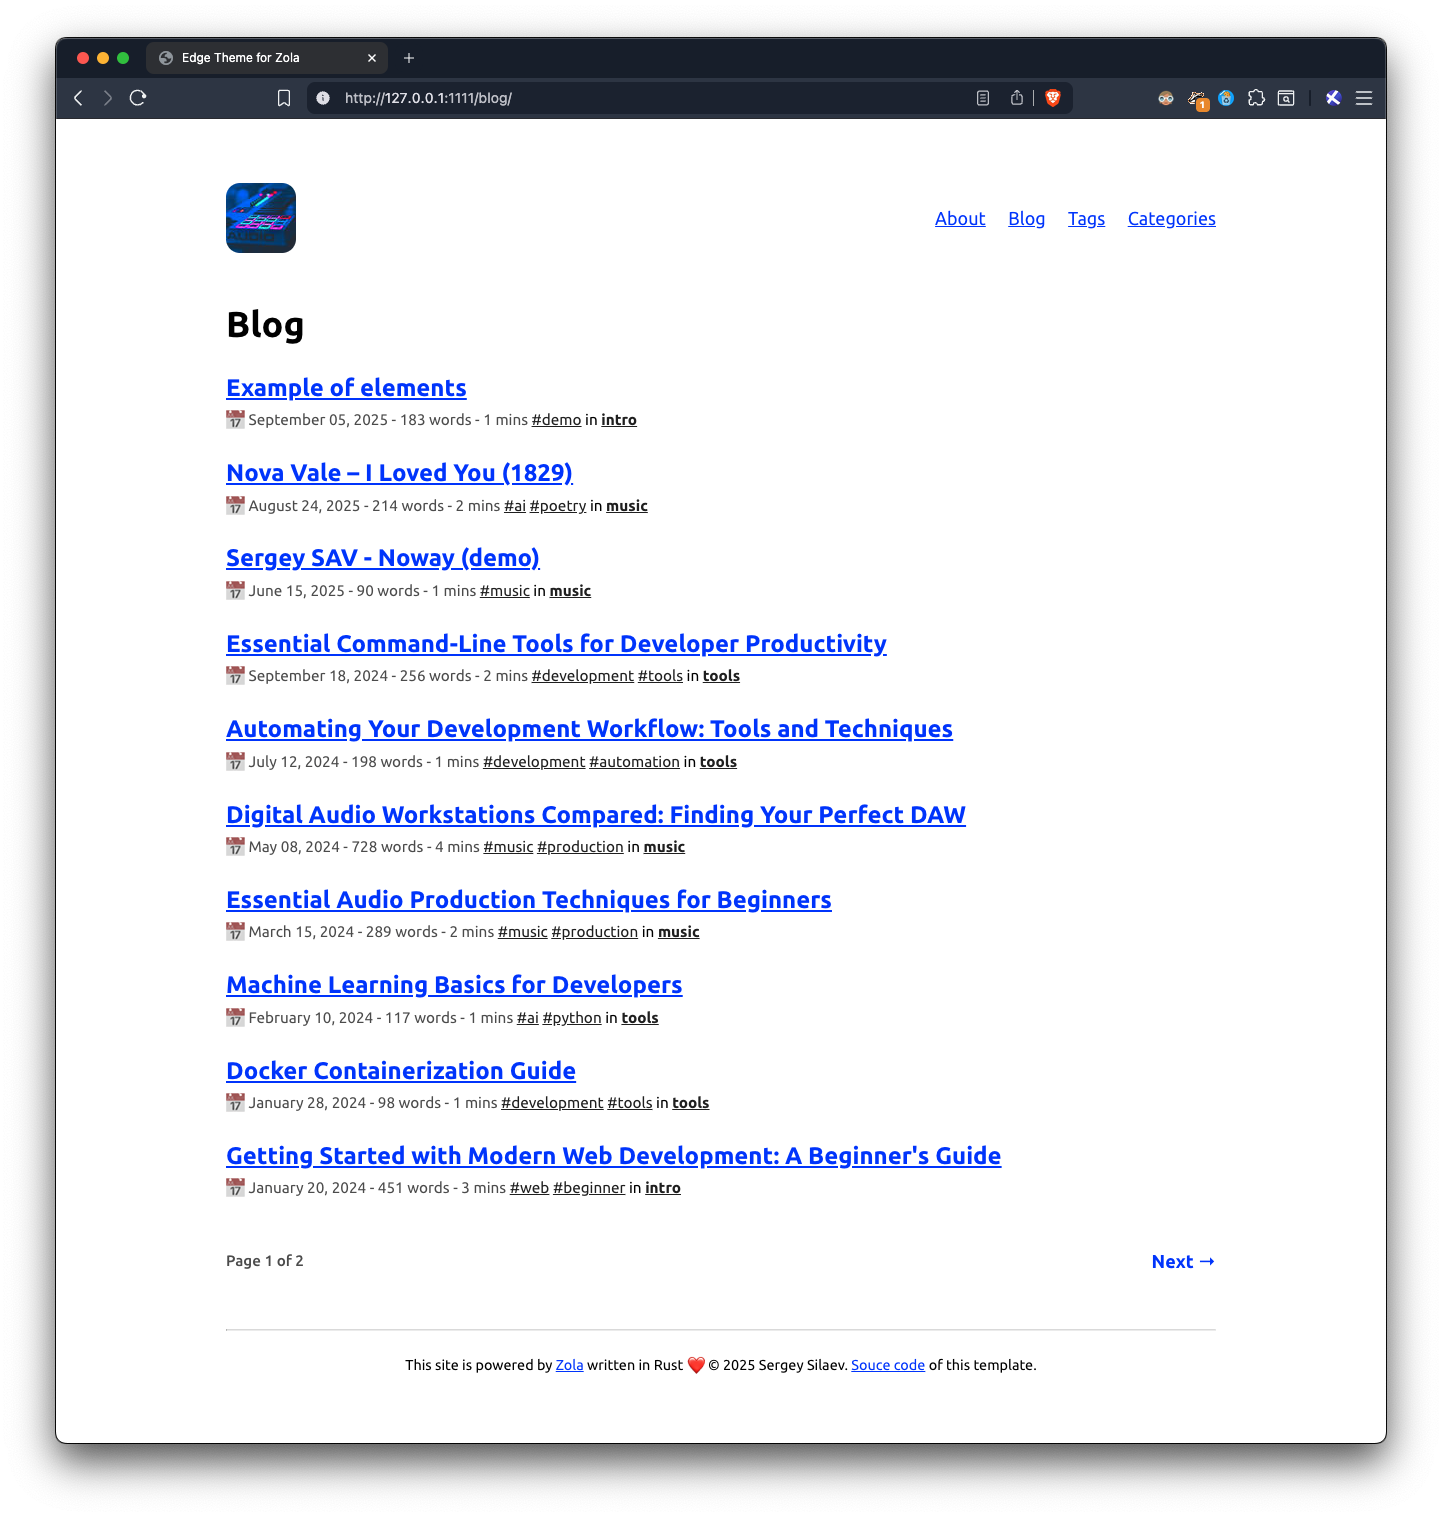 Edge Theme for Zola
http://127.0.0.1:1111/blog/
1
About Blog Tags Categories
Blog
Example of elements
📅 September 05, 2025 - 183 words - 1 mins #demo in intro
Nova Vale – I Loved You (1829)
📅 August 24, 2025 - 214 words - 2 mins #ai #poetry in music
Sergey SAV - Noway (demo)
📅 June 15, 2025 - 90 words - 1 mins #music in music
Essential Command-Line Tools for Developer Productivity
📅 September 18, 2024 - 256 words - 2 mins #development #tools in tools
Automating Your Development Workflow: Tools and Techniques
📅 July 12, 2024 - 198 words - 1 mins #development #automation in tools
Digital Audio Workstations Compared: Finding Your Perfect DAW
📅 May 08, 2024 - 728 words - 4 mins #music #production in music
Essential Audio Production Techniques for Beginners
📅 March 15, 2024 - 289 words - 2 mins #music #production in music
Machine Learning Basics for Developers
📅 February 10, 2024 - 117 words - 1 mins #ai #python in tools
Docker Containerization Guide
📅 January 28, 2024 - 98 words - 1 mins #development #tools in tools
Getting Started with Modern Web Development: A Beginner's Guide
📅 January 20, 2024 - 451 words - 3 mins #web #beginner in intro
Page 1 of 2 Next →
This site is powered by Zola written in Rust ❤️ © 2025 Sergey Silaev. Souce code of this template.